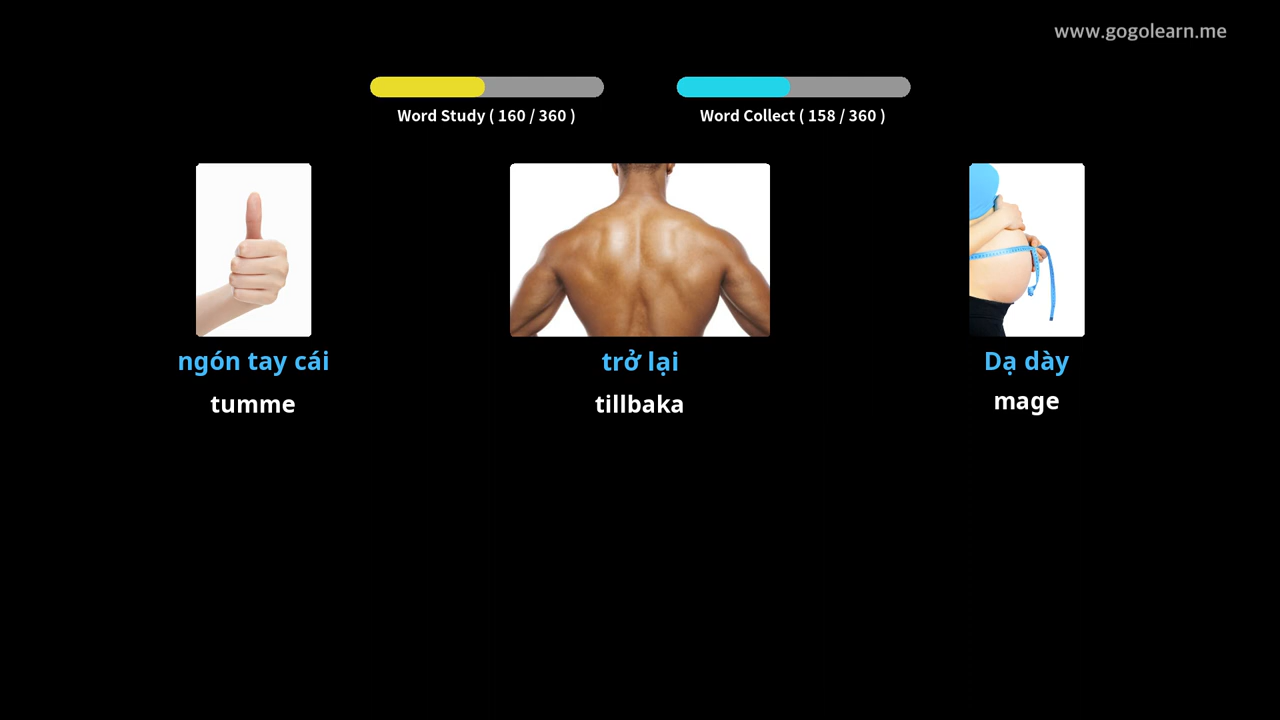 www.gogolearn.me
Word Study ( 160 / 360 )
Word Collect ( 158 / 360 )
ngón tay cái
trở lại
Dạ dày
tumme
tillbaka
mage